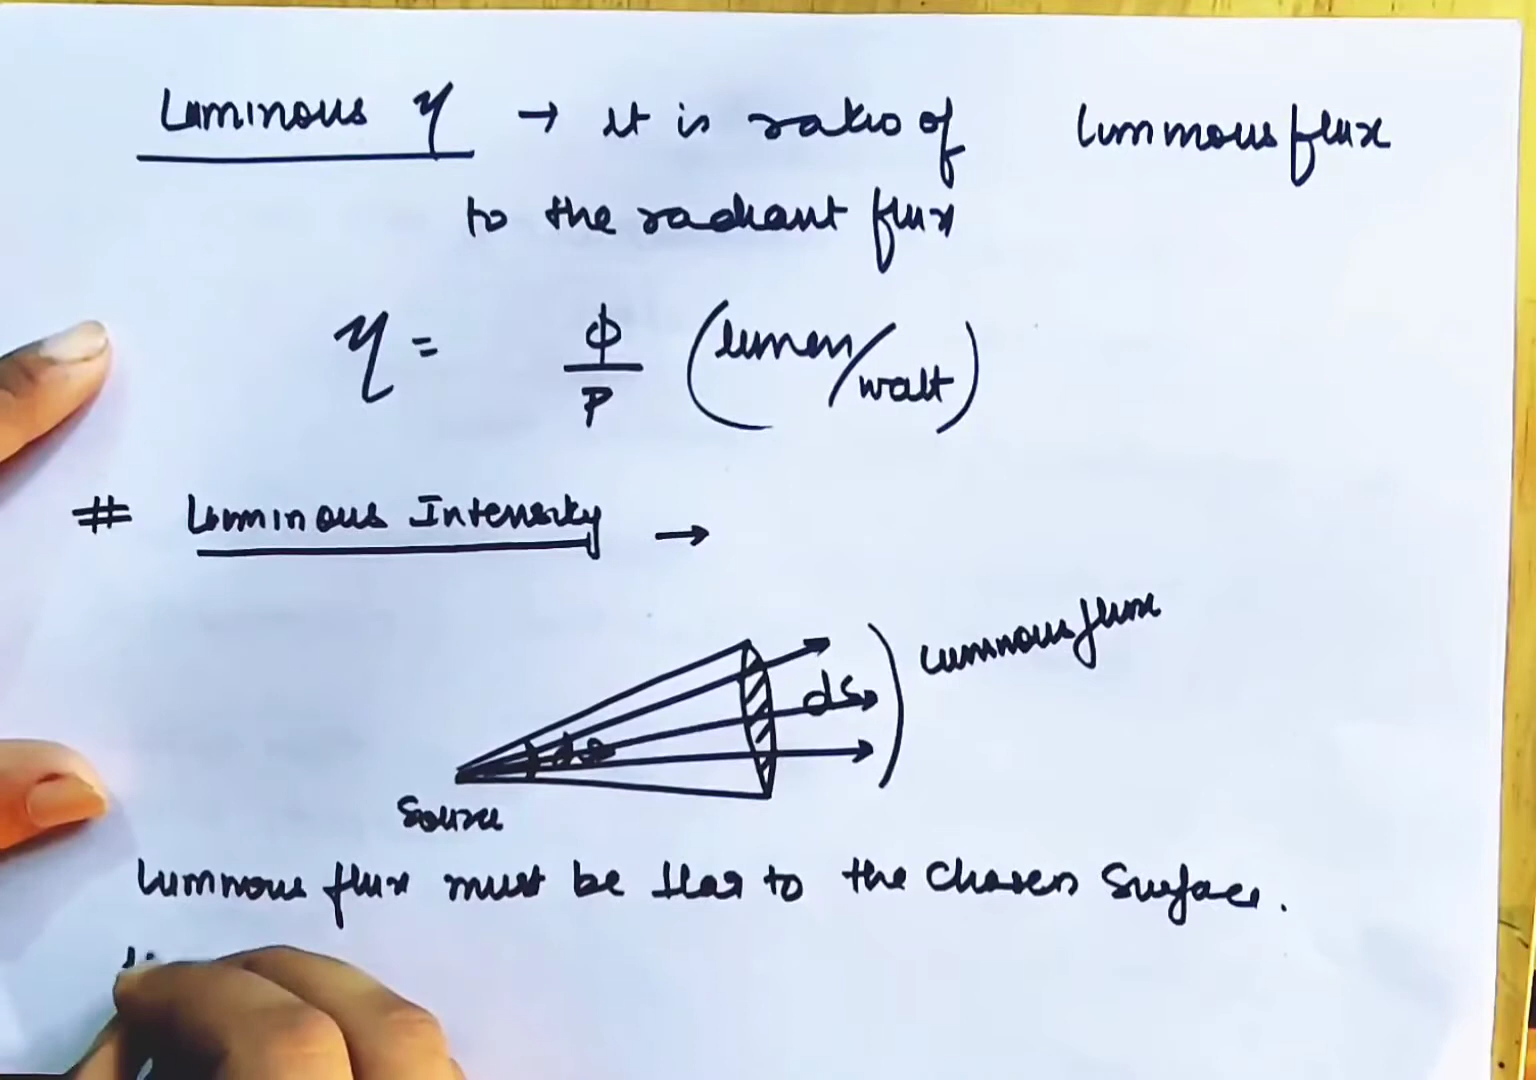 Luminous η → it is ratio of luminous flux
to the radiant flux
η = ϕ/P (lumen/watt)
# Luminous Intensity →
luminous flux
ds
dω
Source
luminous flux must be to the chosen surface.